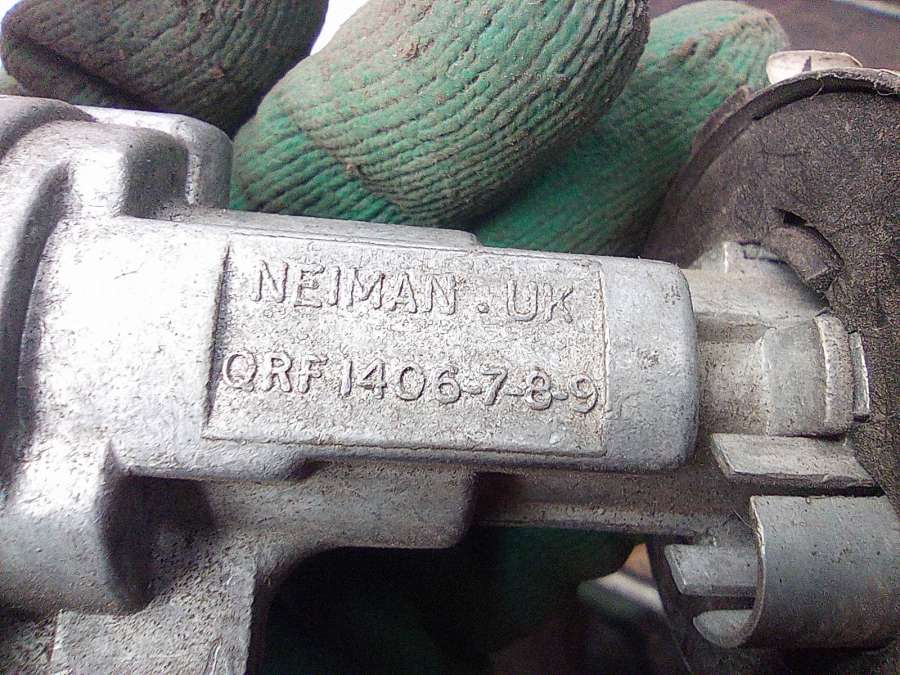 NEIMAN . UK
QRF 1406-7-8-9